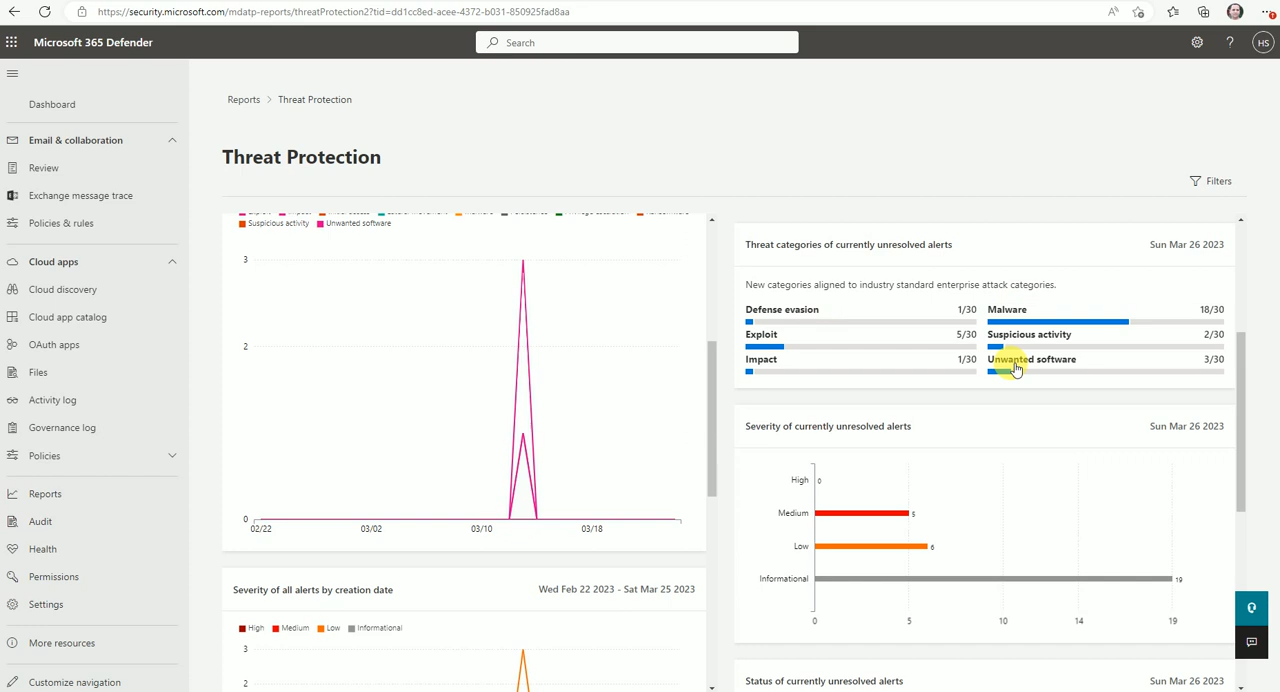 https://security.microsoft.com/mdatp-reports/threatProtection2?tid=dd1cc8ed-acee-4372-b031-850925fad8aa
Microsoft 365 Defender
Search
HS
Dashboard
Email & collaboration
Review
Exchange message trace
Policies & rules
Cloud apps
Cloud discovery
Cloud app catalog
OAuth apps
Files
Activity log
Governance log
Policies
Reports
Audit
Health
Permissions
Settings
More resources
Customize navigation
Reports > Threat Protection
Threat Protection
Filters
Suspicious activity Unwanted software
3
2
0
02/22 03/02 03/10 03/18
Severity of all alerts by creation date Wed Feb 22 2023 - Sat Mar 25 2023
High Medium Low Informational
3
2
Threat categories of currently unresolved alerts Sun Mar 26 2023
New categories aligned to industry standard enterprise attack categories.
Defense evasion 1/30 Malware 18/30
Exploit 5/30 Suspicious activity 2/30
Impact 1/30 Unwanted software 3/30
Severity of currently unresolved alerts Sun Mar 26 2023
High 0
Medium 5
Low 6
Informational 19
0 5 10 14 19
Status of currently unresolved alerts Sun Mar 26 2023